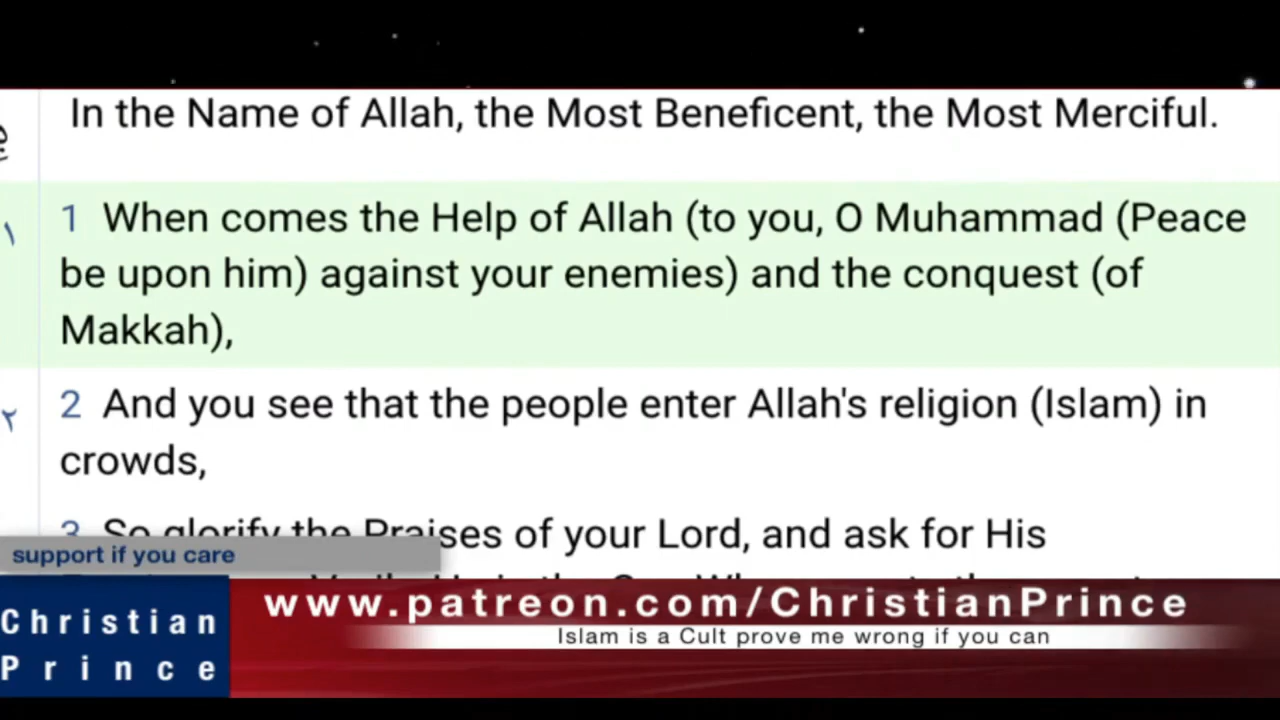 In the Name of Allah, the Most Beneficent, the Most Merciful.
١
1 When comes the Help of Allah (to you, O Muhammad (Peace
be upon him) against your enemies) and the conquest (of
Makkah),
٢
2 And you see that the people enter Allah's religion (Islam) in
crowds,
3 So glorify the Praises of your Lord, and ask for His
support if you care
Christian
Prince
www.patreon.com/ChristianPrince
Islam is a Cult prove me wrong if you can